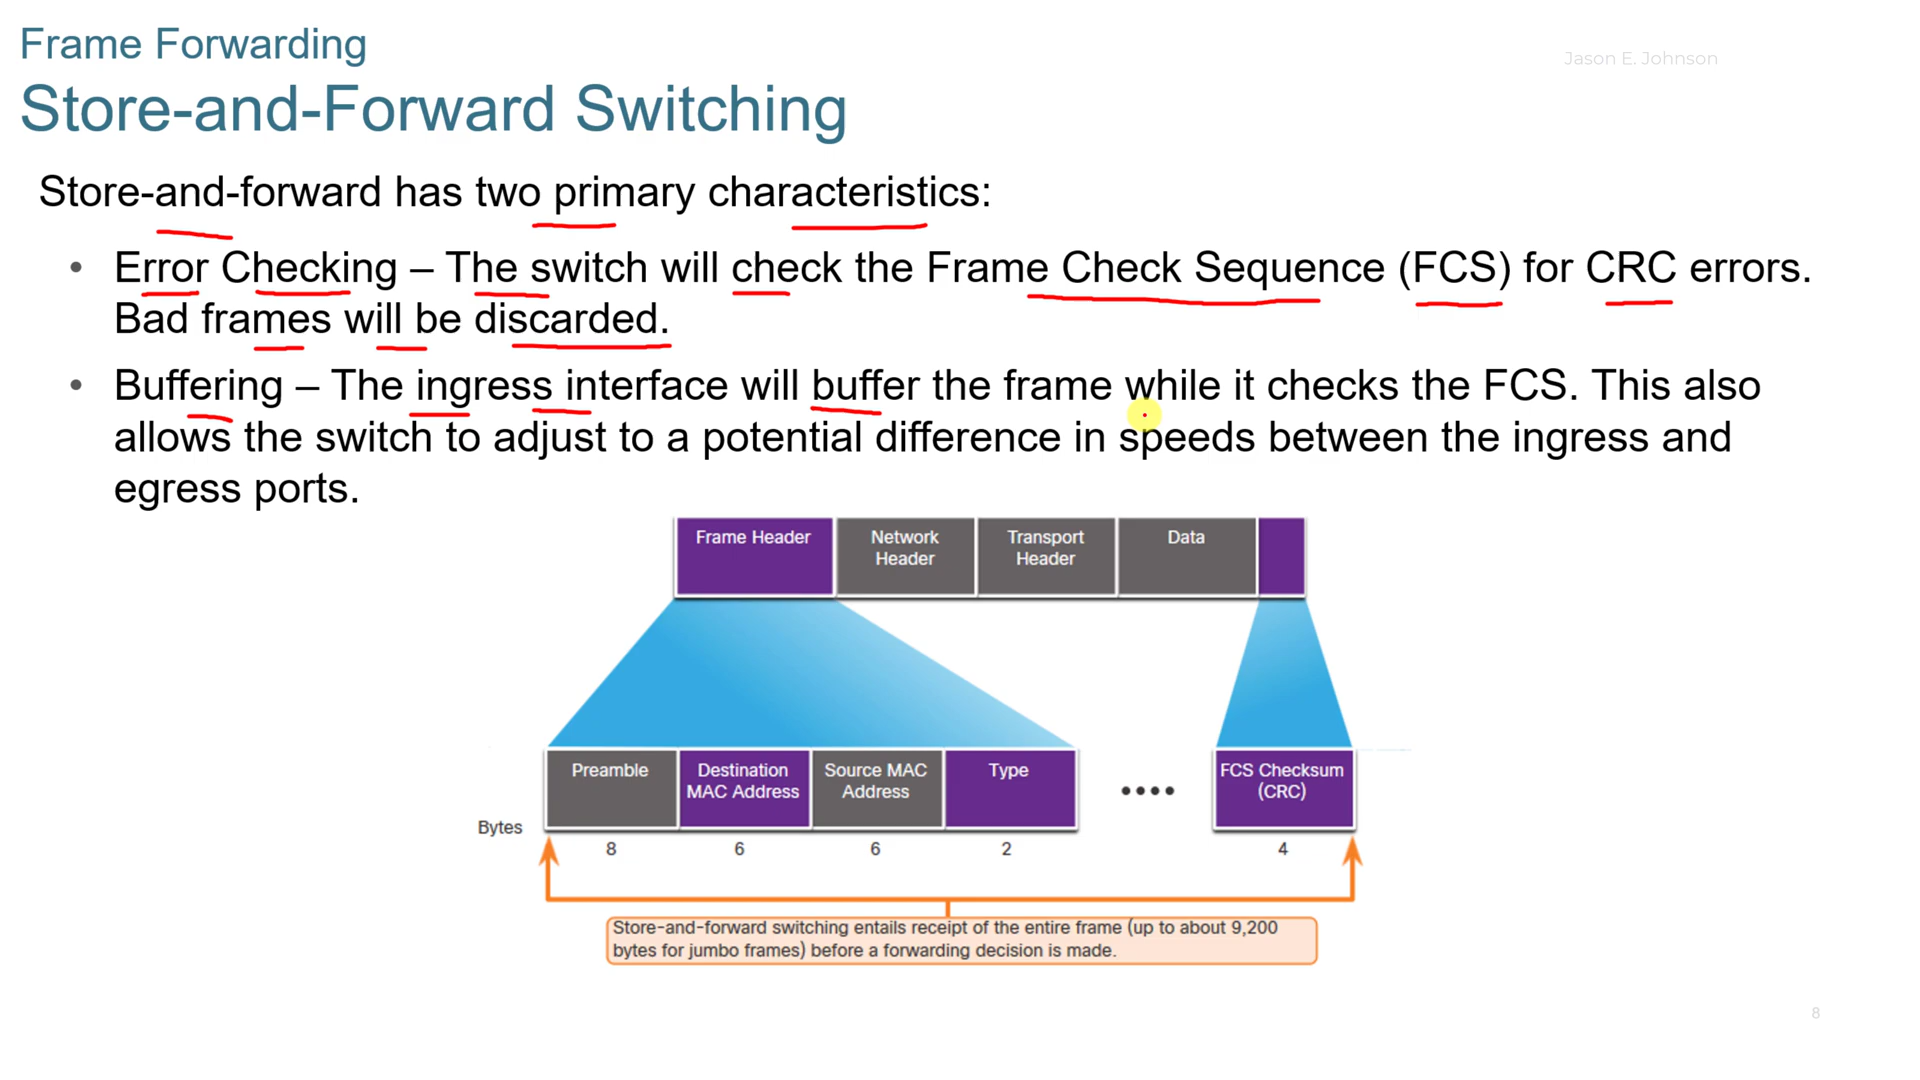 Frame Forwarding
Jason E. Johnson
Store-and-Forward Switching
Store-and-forward has two primary characteristics:
• Error Checking – The switch will check the Frame Check Sequence (FCS) for CRC errors.
Bad frames will be discarded.
• Buffering – The ingress interface will buffer the frame while it checks the FCS. This also
allows the switch to adjust to a potential difference in speeds between the ingress and
egress ports.
Frame Header
Network
Header
Transport
Header
Data
Preamble
Destination
MAC Address
Source MAC
Address
Type
••••
FCS Checksum
(CRC)
Bytes
8
6
6
2
4
Store-and-forward switching entails receipt of the entire frame (up to about 9,200
bytes for jumbo frames) before a forwarding decision is made.
8